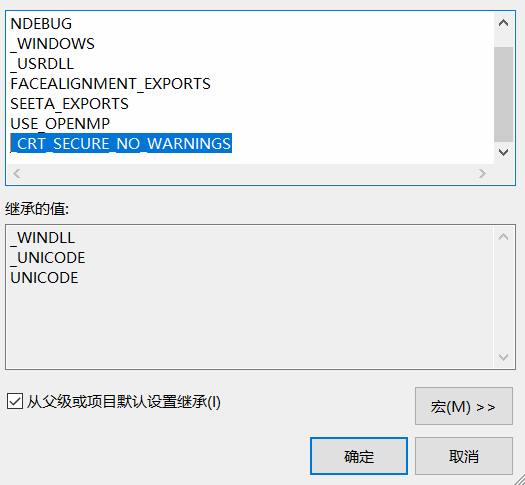 NDEBUG
_WINDOWS
_USRDLL
FACEALIGNMENT_EXPORTS
SEETA_EXPORTS
USE_OPENMP
_CRT_SECURE_NO_WARNINGS
继承的值:
_WINDLL
_UNICODE
UNICODE
从父级或项目默认设置继承(I)
宏(M) >>
确定
取消